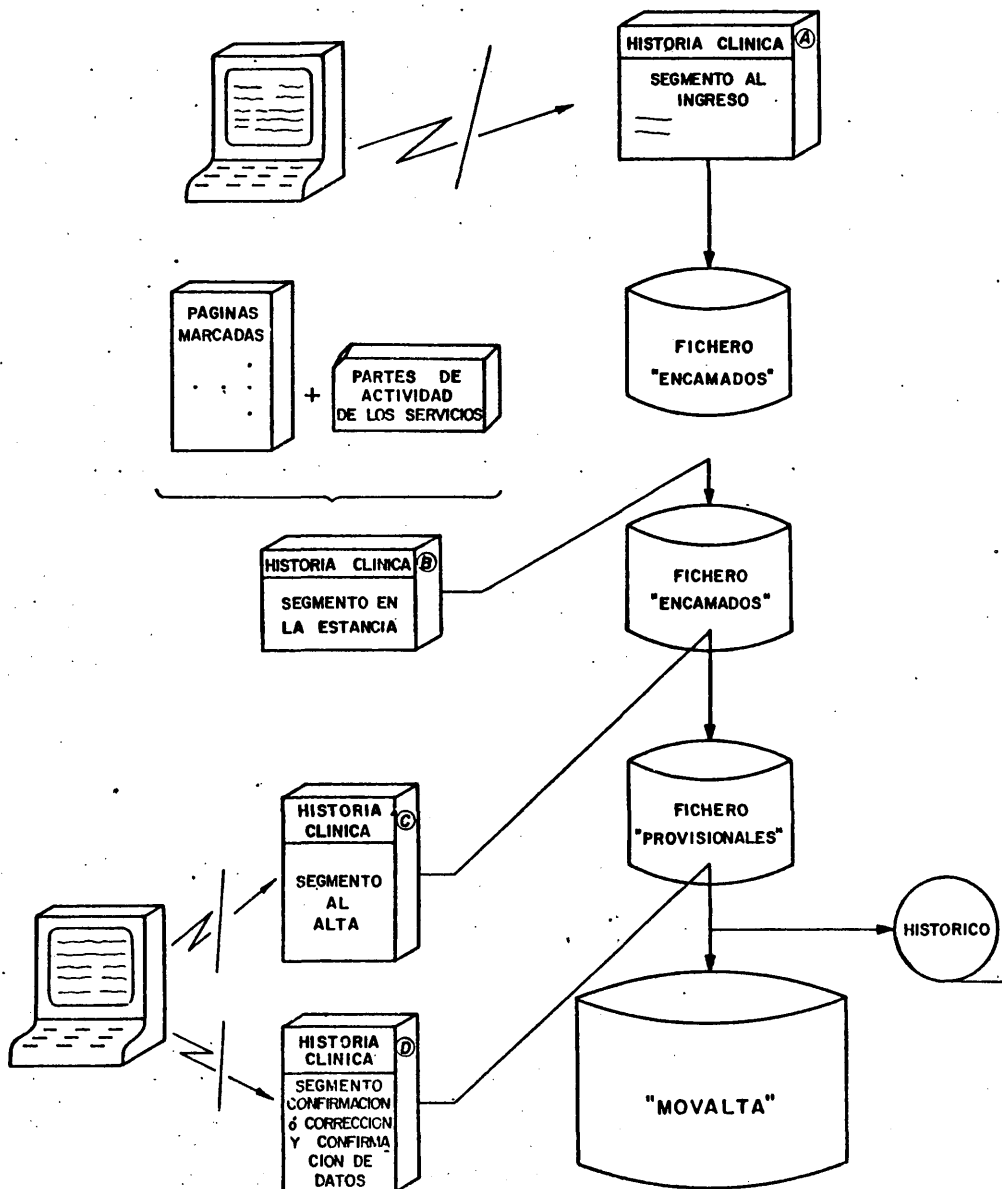 HISTORIA CLINICA A
SEGMENTO AL
INGRESO
FICHERO
"ENCAMADOS"
PAGINAS
MARCADAS
+
PARTES DE
ACTIVIDAD
DE LOS SERVICIOS
HISTORIA CLINICA B
SEGMENTO EN
LA ESTANCIA
FICHERO
"ENCAMADOS"
FICHERO
"PROVISIONALES"
HISTORIA
CLINICA C
SEGMENTO
AL
ALTA
HISTORICO
HISTORIA
CLINICA D
SEGMENTO
CONFIRMACION
ó CORRECCION
Y CONFIRMA
CION DE
DATOS
"MOVALTA"